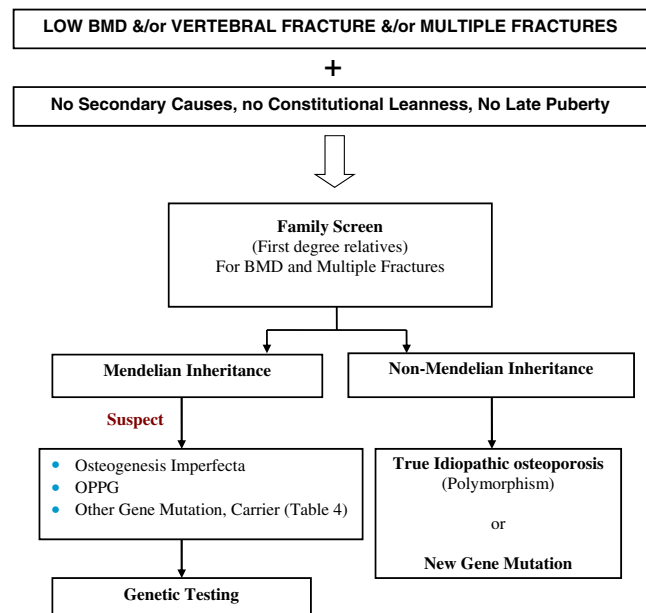 LOW BMD &/or VERTEBRAL FRACTURE &/or MULTIPLE FRACTURES
+
No Secondary Causes, no Constitutional Leanness, No Late Puberty
Family Screen
(First degree relatives)
For BMD and Multiple Fractures
Mendelian Inheritance
Non-Mendelian Inheritance
Suspect
• Osteogenesis Imperfecta
• OPPG
• Other Gene Mutation, Carrier (Table 4)
True Idiopathic osteoporosis
(Polymorphism)
or
New Gene Mutation
Genetic Testing